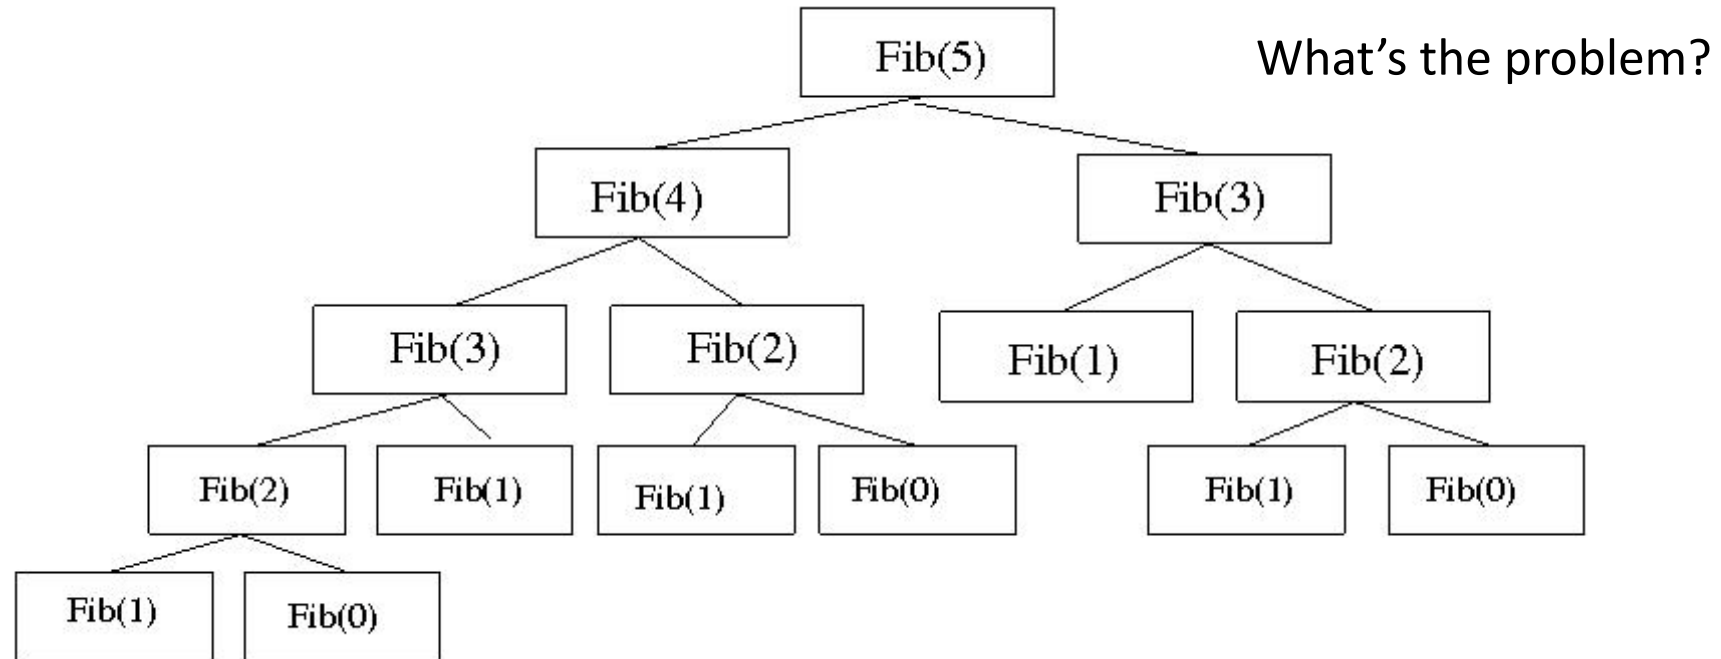 Fib(5)
What's the problem?
Fib(4)
Fib(3)
Fib(3)
Fib(2)
Fib(1)
Fib(2)
Fib(2)
Fib(1)
Fib(1)
Fib(0)
Fib(1)
Fib(0)
Fib(1)
Fib(0)